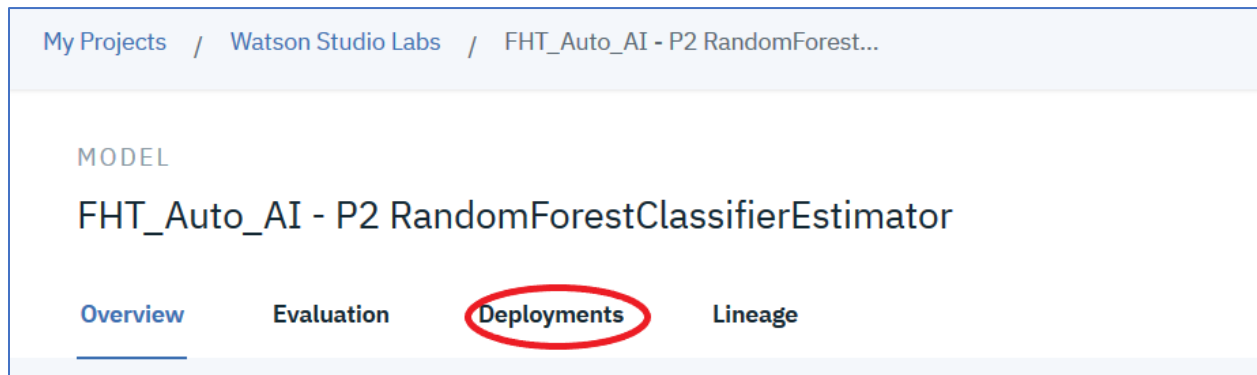 My Projects / Watson Studio Labs / FHT_Auto_AI - P2 RandomForest...
MODEL
FHT_Auto_AI - P2 RandomForestClassifierEstimator
Overview Evaluation Deployments Lineage